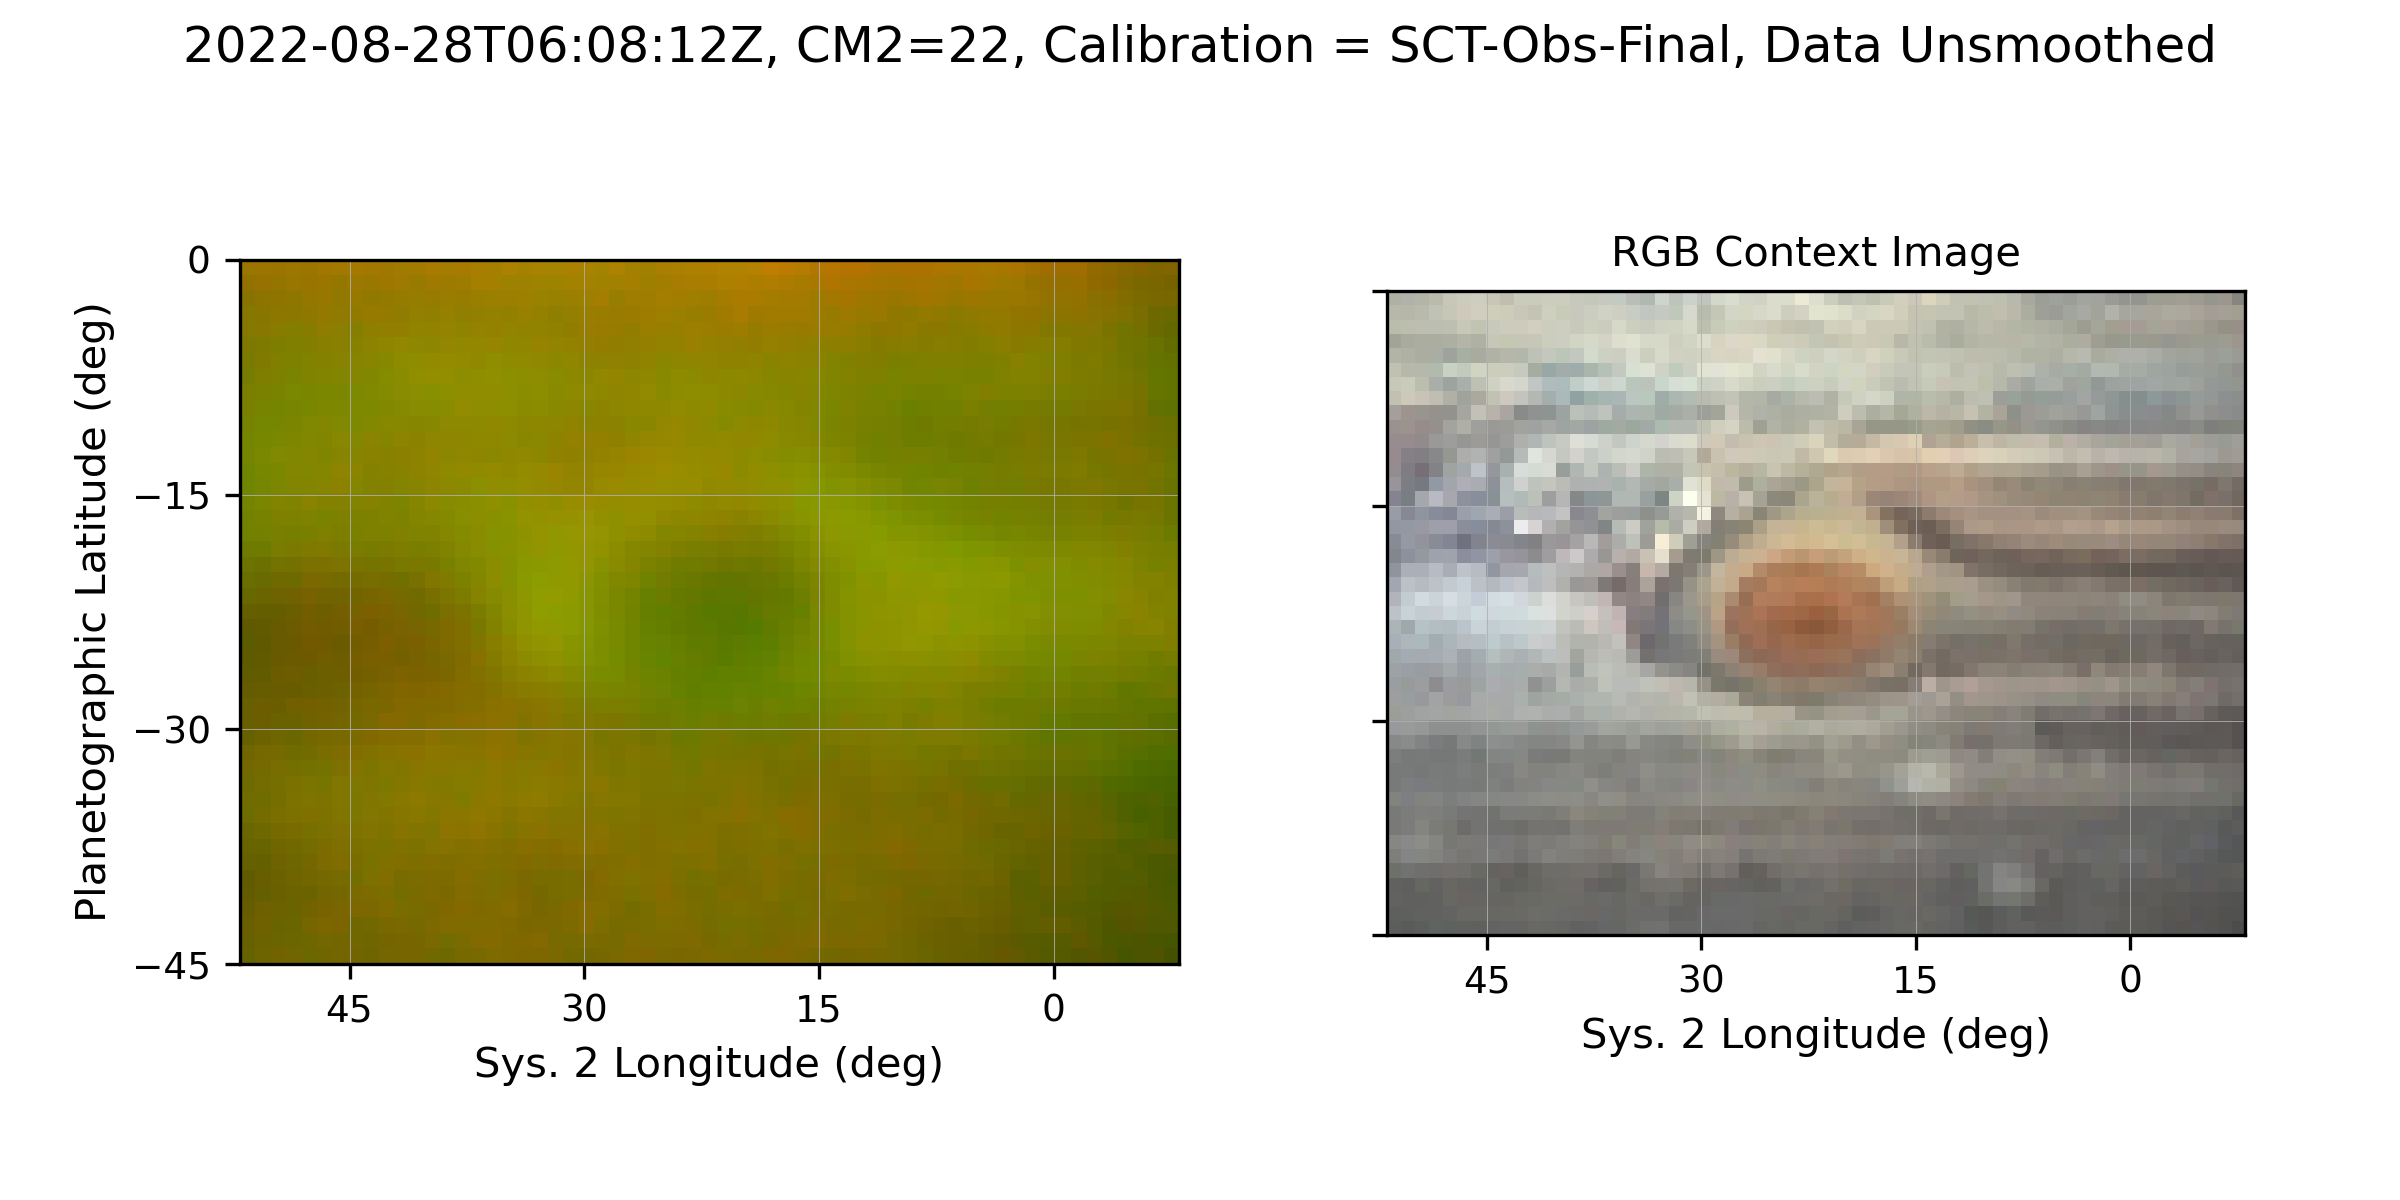 2022-08-28T06:08:12Z, CM2=22, Calibration = SCT-Obs-Final, Data Unsmoothed
RGB Context Image
Planetographic Latitude (deg)
0
−15
−30
−45
45 30 15 0
Sys. 2 Longitude (deg)
45 30 15 0
Sys. 2 Longitude (deg)